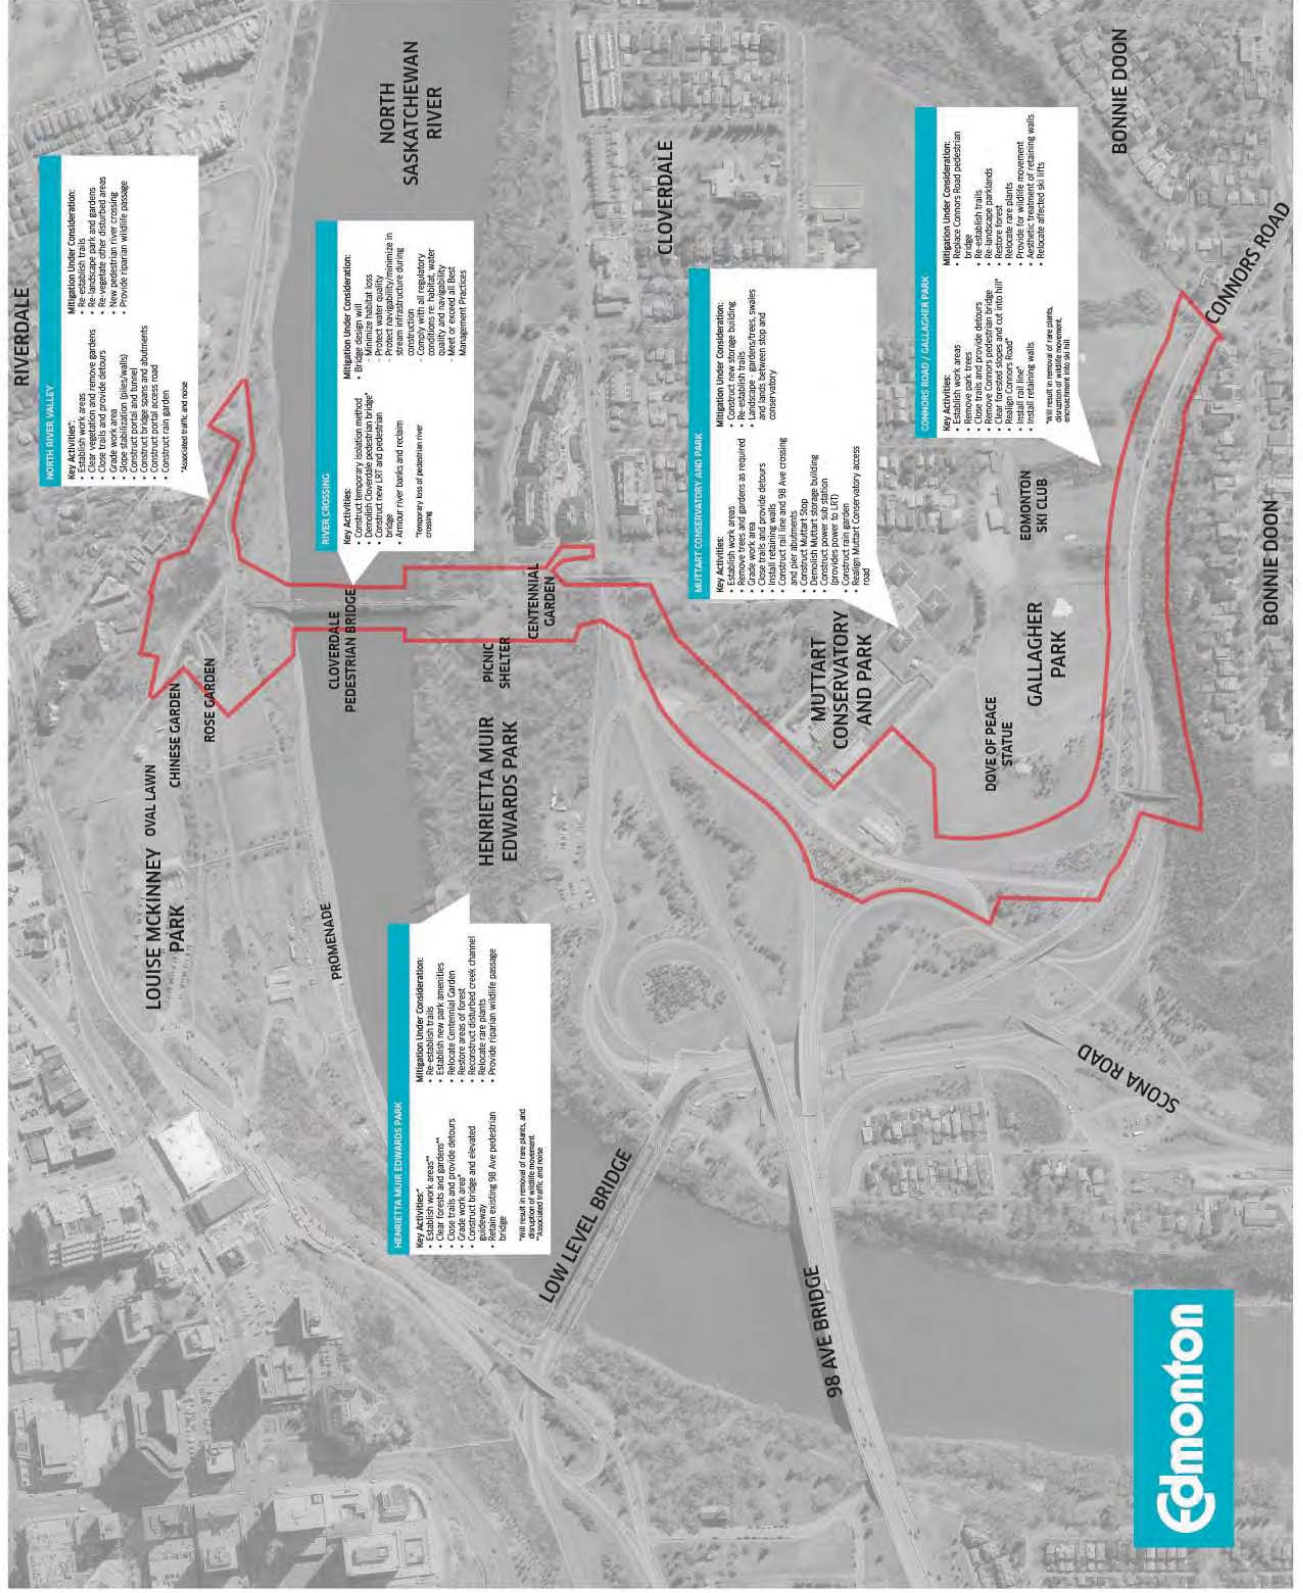 RIVERDALE
NORTH RIVER VALLEY
Key Activities*:
• Establish work areas
• Clear vegetation and remove gardens
• Close trails and provide detours
• Grade work area
• Slope stabilization (piles/walls)
• Construct portal and tunnel
• Construct bridge spans and abutments
• Construct portal access road
• Construct rain garden
*Associated traffic and noise
Mitigation Under Consideration:
• Re-establish trails
• Re-landscape park and gardens
• Re-vegetate other disturbed areas
• New pedestrian river crossing
• Provide riparian wildlife passage
NORTH
SASKATCHEWAN
RIVER
RIVER CROSSING
Key Activities:
• Construct temporary isolation method
• Demolish Cloverdale pedestrian bridge*
• Construct new LRT and pedestrian
bridge
• Armour river banks and reclaim
*Temporary loss of pedestrian river
crossing
Mitigation Under Consideration:
• Bridge design will
- Minimize habitat loss
- Protect water quality
- Protect navigability/minimize in
stream infrastructure during
construction
- Comply with all regulatory
conditions re habitat, water
quality and navigability
- Meet or exceed all Best
Management Practices
LOUISE MCKINNEY
PARK
OVAL LAWN
CHINESE GARDEN
ROSE GARDEN
PROMENADE
CLOVERDALE
PEDESTRIAN BRIDGE
HENRIETTA MUIR EDWARDS PARK
Key Activities:*
• Establish work areas**
• Clear forests and gardens**
• Close trails and provide detours
• Grade work area*
• Construct bridge and elevated
guideway
• Retain existing 98 Ave pedestrian
bridge
*Will result in removal of rare plants, and
disruption of wildlife movement
**Associated traffic and noise
Mitigation Under Consideration:
• Re-establish trails
• Establish new park amenities
• Relocate Centennial Garden
• Restore areas of forest
• Reconstruct disturbed creek channel
• Relocate rare plants
• Provide riparian wildlife passage
HENRIETTA MUIR
EDWARDS PARK
PICNIC
SHELTER
CENTENNIAL
GARDEN
CLOVERDALE
LOW LEVEL BRIDGE
MUTTART CONSERVATORY AND PARK
Key Activities:
• Establish work areas
• Remove trees and gardens as required
• Grade work area
• Close trails and provide detours
• Install retaining walls
• Construct rail line and 98 Ave crossing
and pier abutments
• Construct Muttart Stop
• Demolish Muttart storage building
• Construct power sub station
(provides power to LRT)
• Construct rain garden
• Realign Muttart Conservatory access
road
Mitigation Under Consideration:
• Construct new storage building
• Re-establish trails
• Landscape - gardens/trees, swales
and lands between stop and
conservatory
MUTTART
CONSERVATORY
AND PARK
98 AVE BRIDGE
CONNORS ROAD / GALLAGHER PARK
Key Activities:
• Establish work areas
• Remove park trees
• Close trails and provide detours
• Remove Connors pedestrian bridge
• Clear forested slopes and cut into hill*
• Realign Connors Road*
• Install rail line*
• Install retaining walls
*Will result in removal of rare plants,
disruption of wildlife movement,
encroachment into ski hill.
Mitigation Under Consideration:
• Replace Connors Road pedestrian
bridge
• Re-establish trails
• Re-landscape parklands
• Restore forest
• Relocate rare plants
• Provide for wildlife movement
• Aesthetic treatment of retaining walls
• Relocate affected ski lifts
DOVE OF PEACE
STATUE
GALLAGHER
PARK
EDMONTON
SKI CLUB
BONNIE DOON
SCONA ROAD
CONNORS ROAD
BONNIE DOON
Edmonton